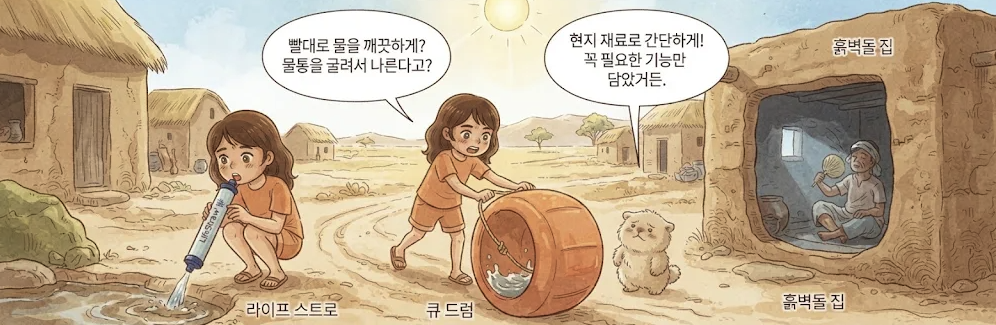 빨대로 물을 깨끗하게?
물통을 굴려서 나른다고?
현지 재료로 간단하게!
꼭 필요한 기능만
담았거든.
흙벽돌 집
라이프 스트로
큐 드럼
흙벽돌 집